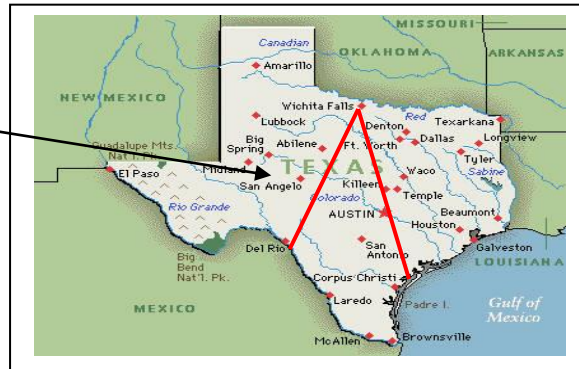 MISSOURI
Canadian
OKLAHOMA
ARKANSAS
Amarillo
NEW MEXICO
Wichita Falls
Red
Texarkana
Lubbock
Denton
Dallas
Longview
Guadalupe Mts.
Nat'l. Pk.
Big
Spring
Abilene
Ft. Worth
Tyler
El Paso
Midland
TEXAS
Waco
Sabine
San Angelo
Killeen
Temple
Colorado
Rio Grande
AUSTIN
Beaumont
Houston
Del Rio
San
Antonio
Galveston
LOUISIANA
Big
Bend
Nat'l. Pk.
Corpus Christi
Laredo
Padre I.
Gulf of
Mexico
MEXICO
McAllen
Brownsville